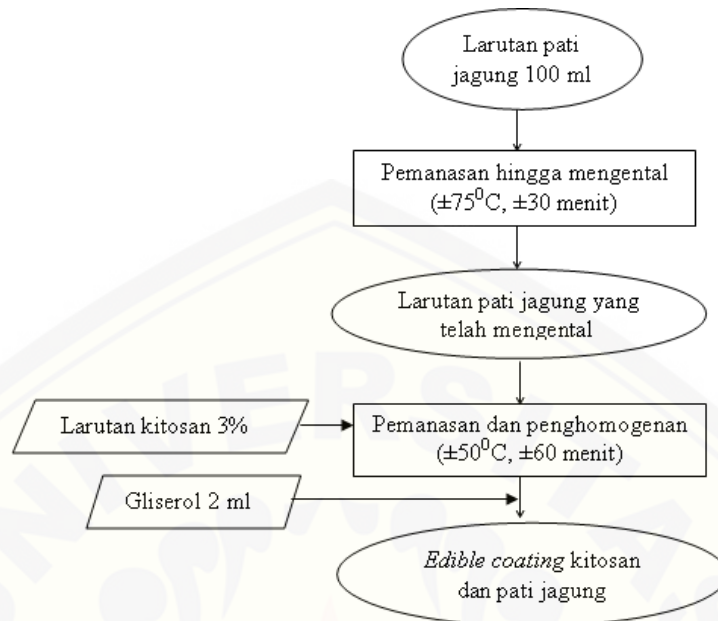 Larutan pati
jagung 100 ml
Pemanasan hingga mengental
(±75⁰C, ±30 menit)
Larutan pati jagung yang
telah mengental
Larutan kitosan 3%
Pemanasan dan penghomogenan
(±50⁰C, ±60 menit)
Gliserol 2 ml
Edible coating kitosan
dan pati jagung
UNIVERSITA